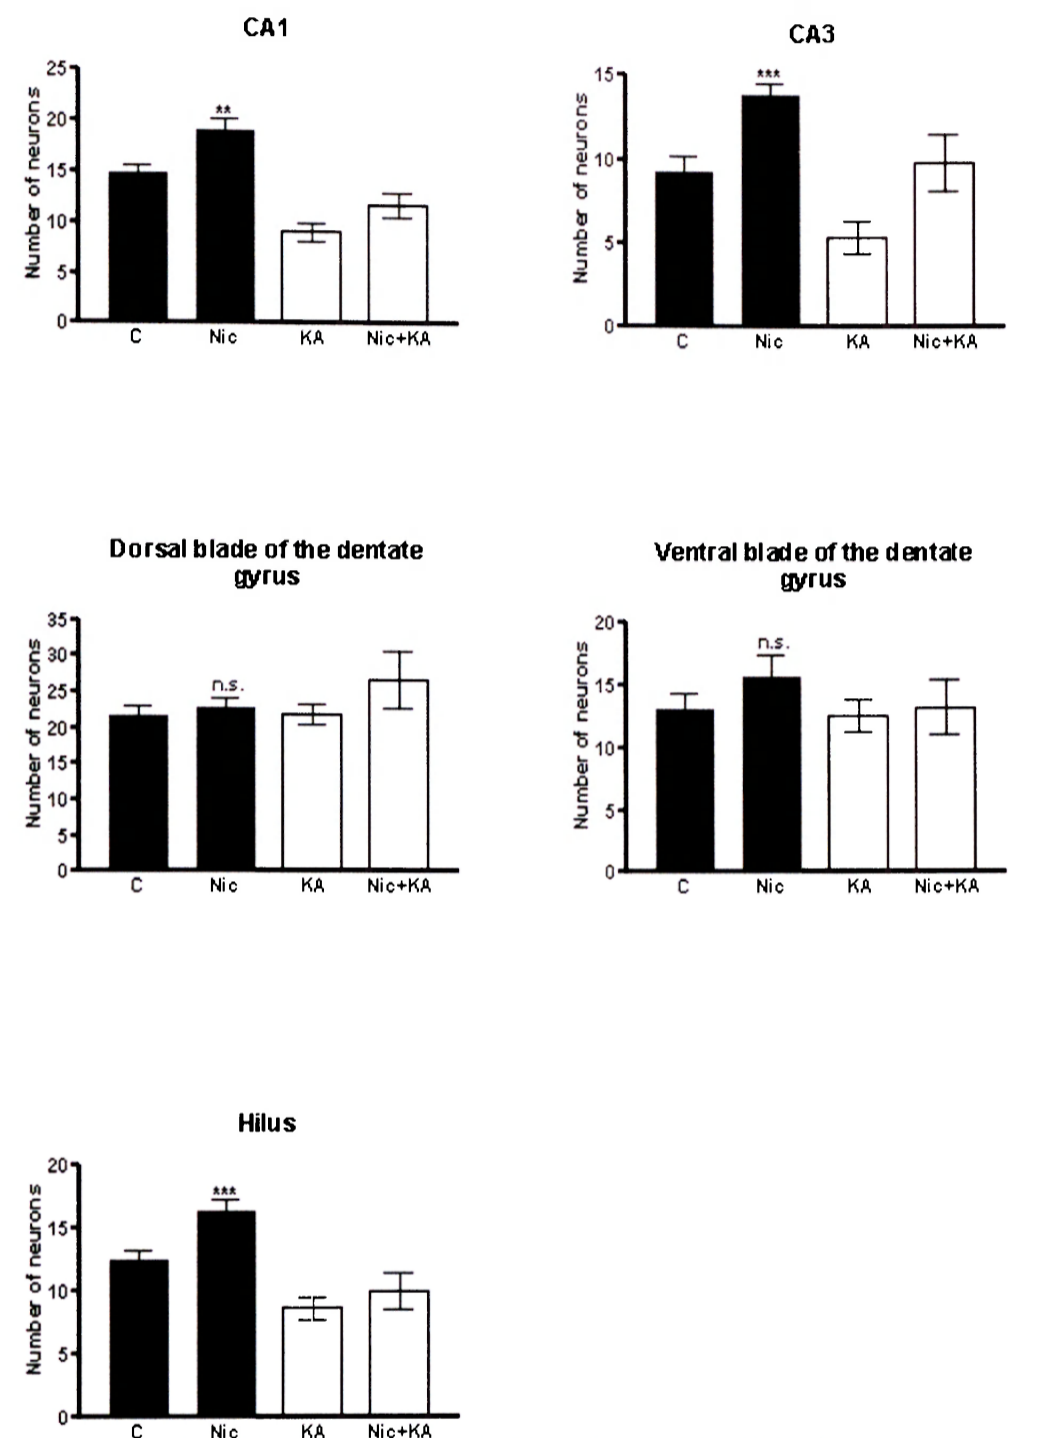 CA1
Number of neurons
25
20
15
10
5
0
**
C Nic KA Nic+KA
CA3
Number of neurons
15
10
5
0
***
C Nic KA Nic+KA
Dorsal blade of the dentate
gyrus
Number of neurons
35
30
25
20
15
10
5
0
n.s.
C Nic KA Nic+KA
Ventral blade of the dentate
gyrus
Number of neurons
20
15
10
5
0
n.s.
C Nic KA Nic+KA
Hilus
Number of neurons
20
15
10
5
0
***
C Nic KA Nic+KA